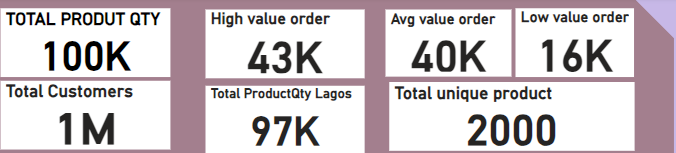 TOTAL PRODUT QTY
100K
High value order
43K
Avg value order
40K
Low value order
16K
Total Customers
1M
Total ProductQty Lagos
97K
Total unique product
2000